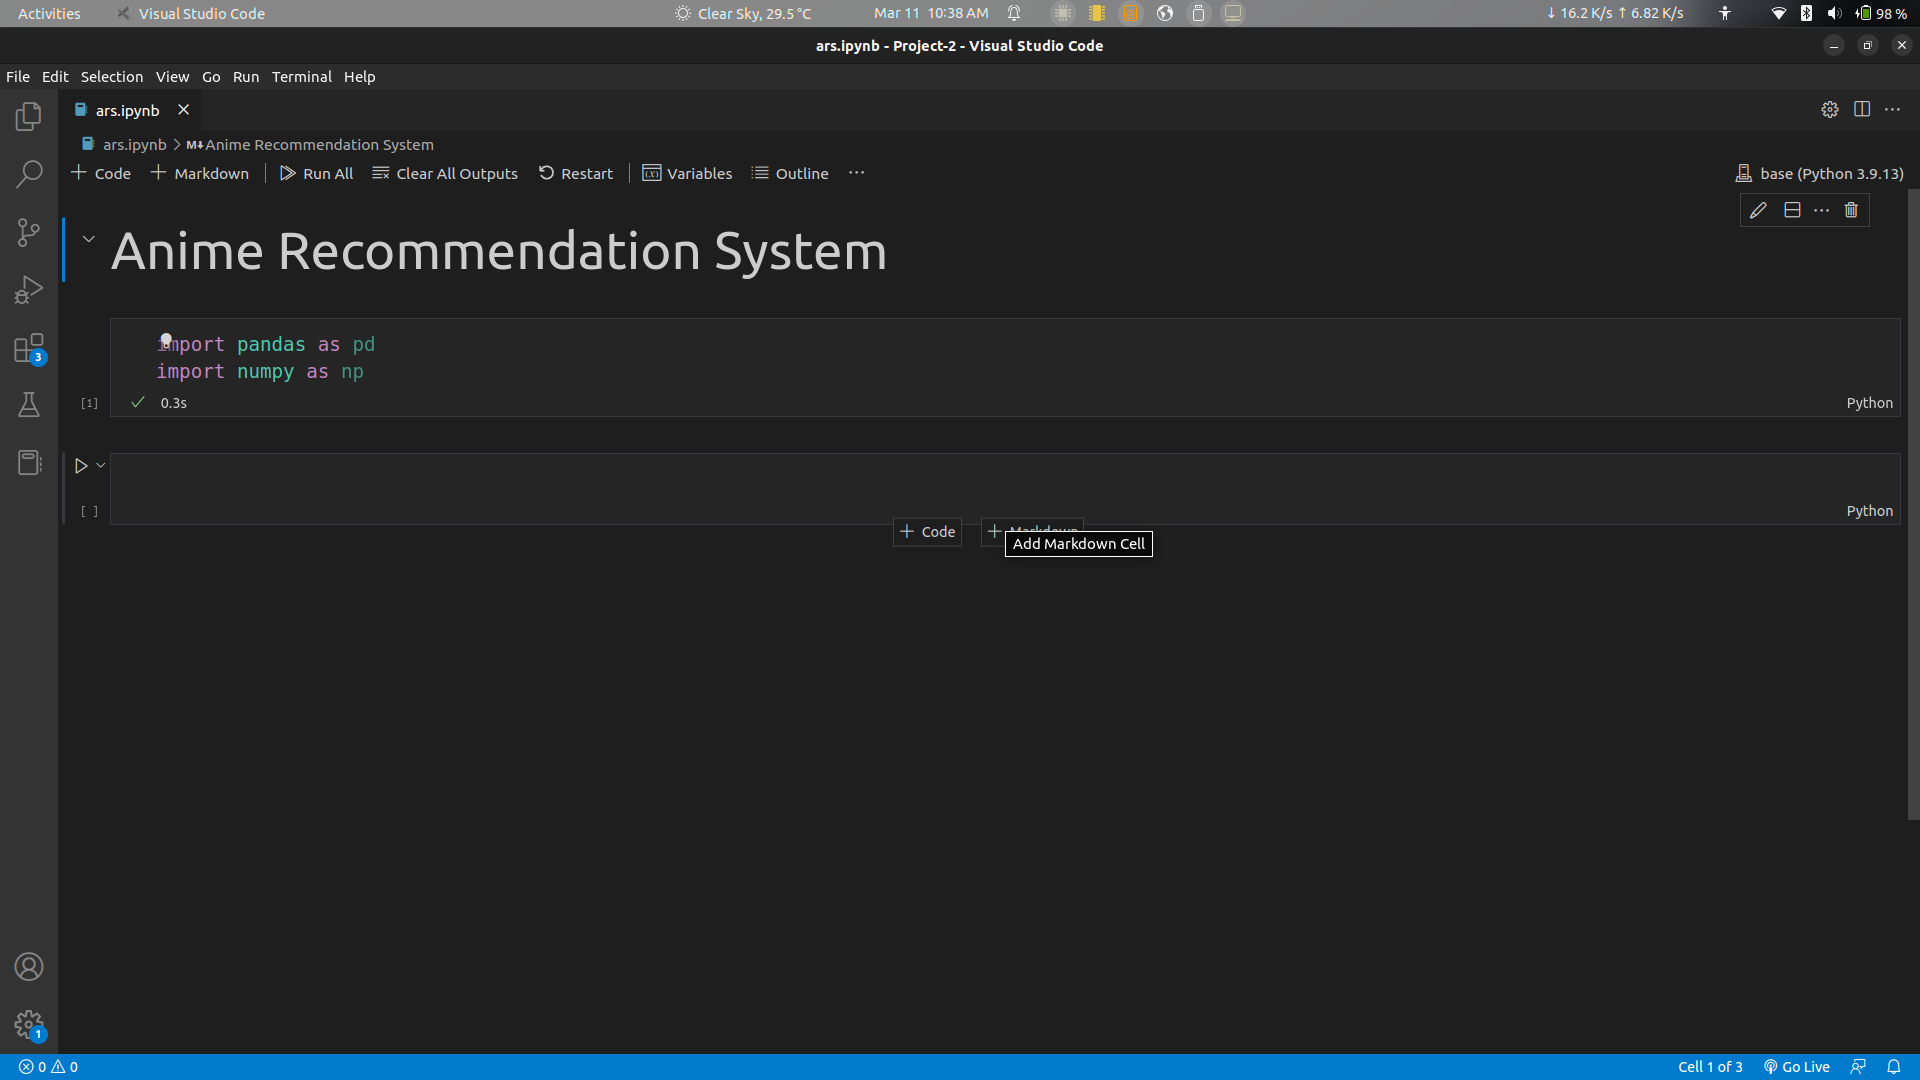 Activities
Visual Studio Code
Clear Sky, 29.5 °C
Mar 11 10:38 AM
↓ 16.2 K/s ↑ 6.82 K/s
98 %
ars.ipynb - Project-2 - Visual Studio Code
File Edit Selection View Go Run Terminal Help
ars.ipynb
ars.ipynb > M↓Anime Recommendation System
+ Code + Markdown Run All Clear All Outputs Restart Variables Outline ···
base (Python 3.9.13)
Anime Recommendation System
import pandas as pd
import numpy as np
[1] 0.3s
Python
[ ]
Python
+ Code + Markdown
Add Markdown Cell
3
1
0 0
Cell 1 of 3 Go Live